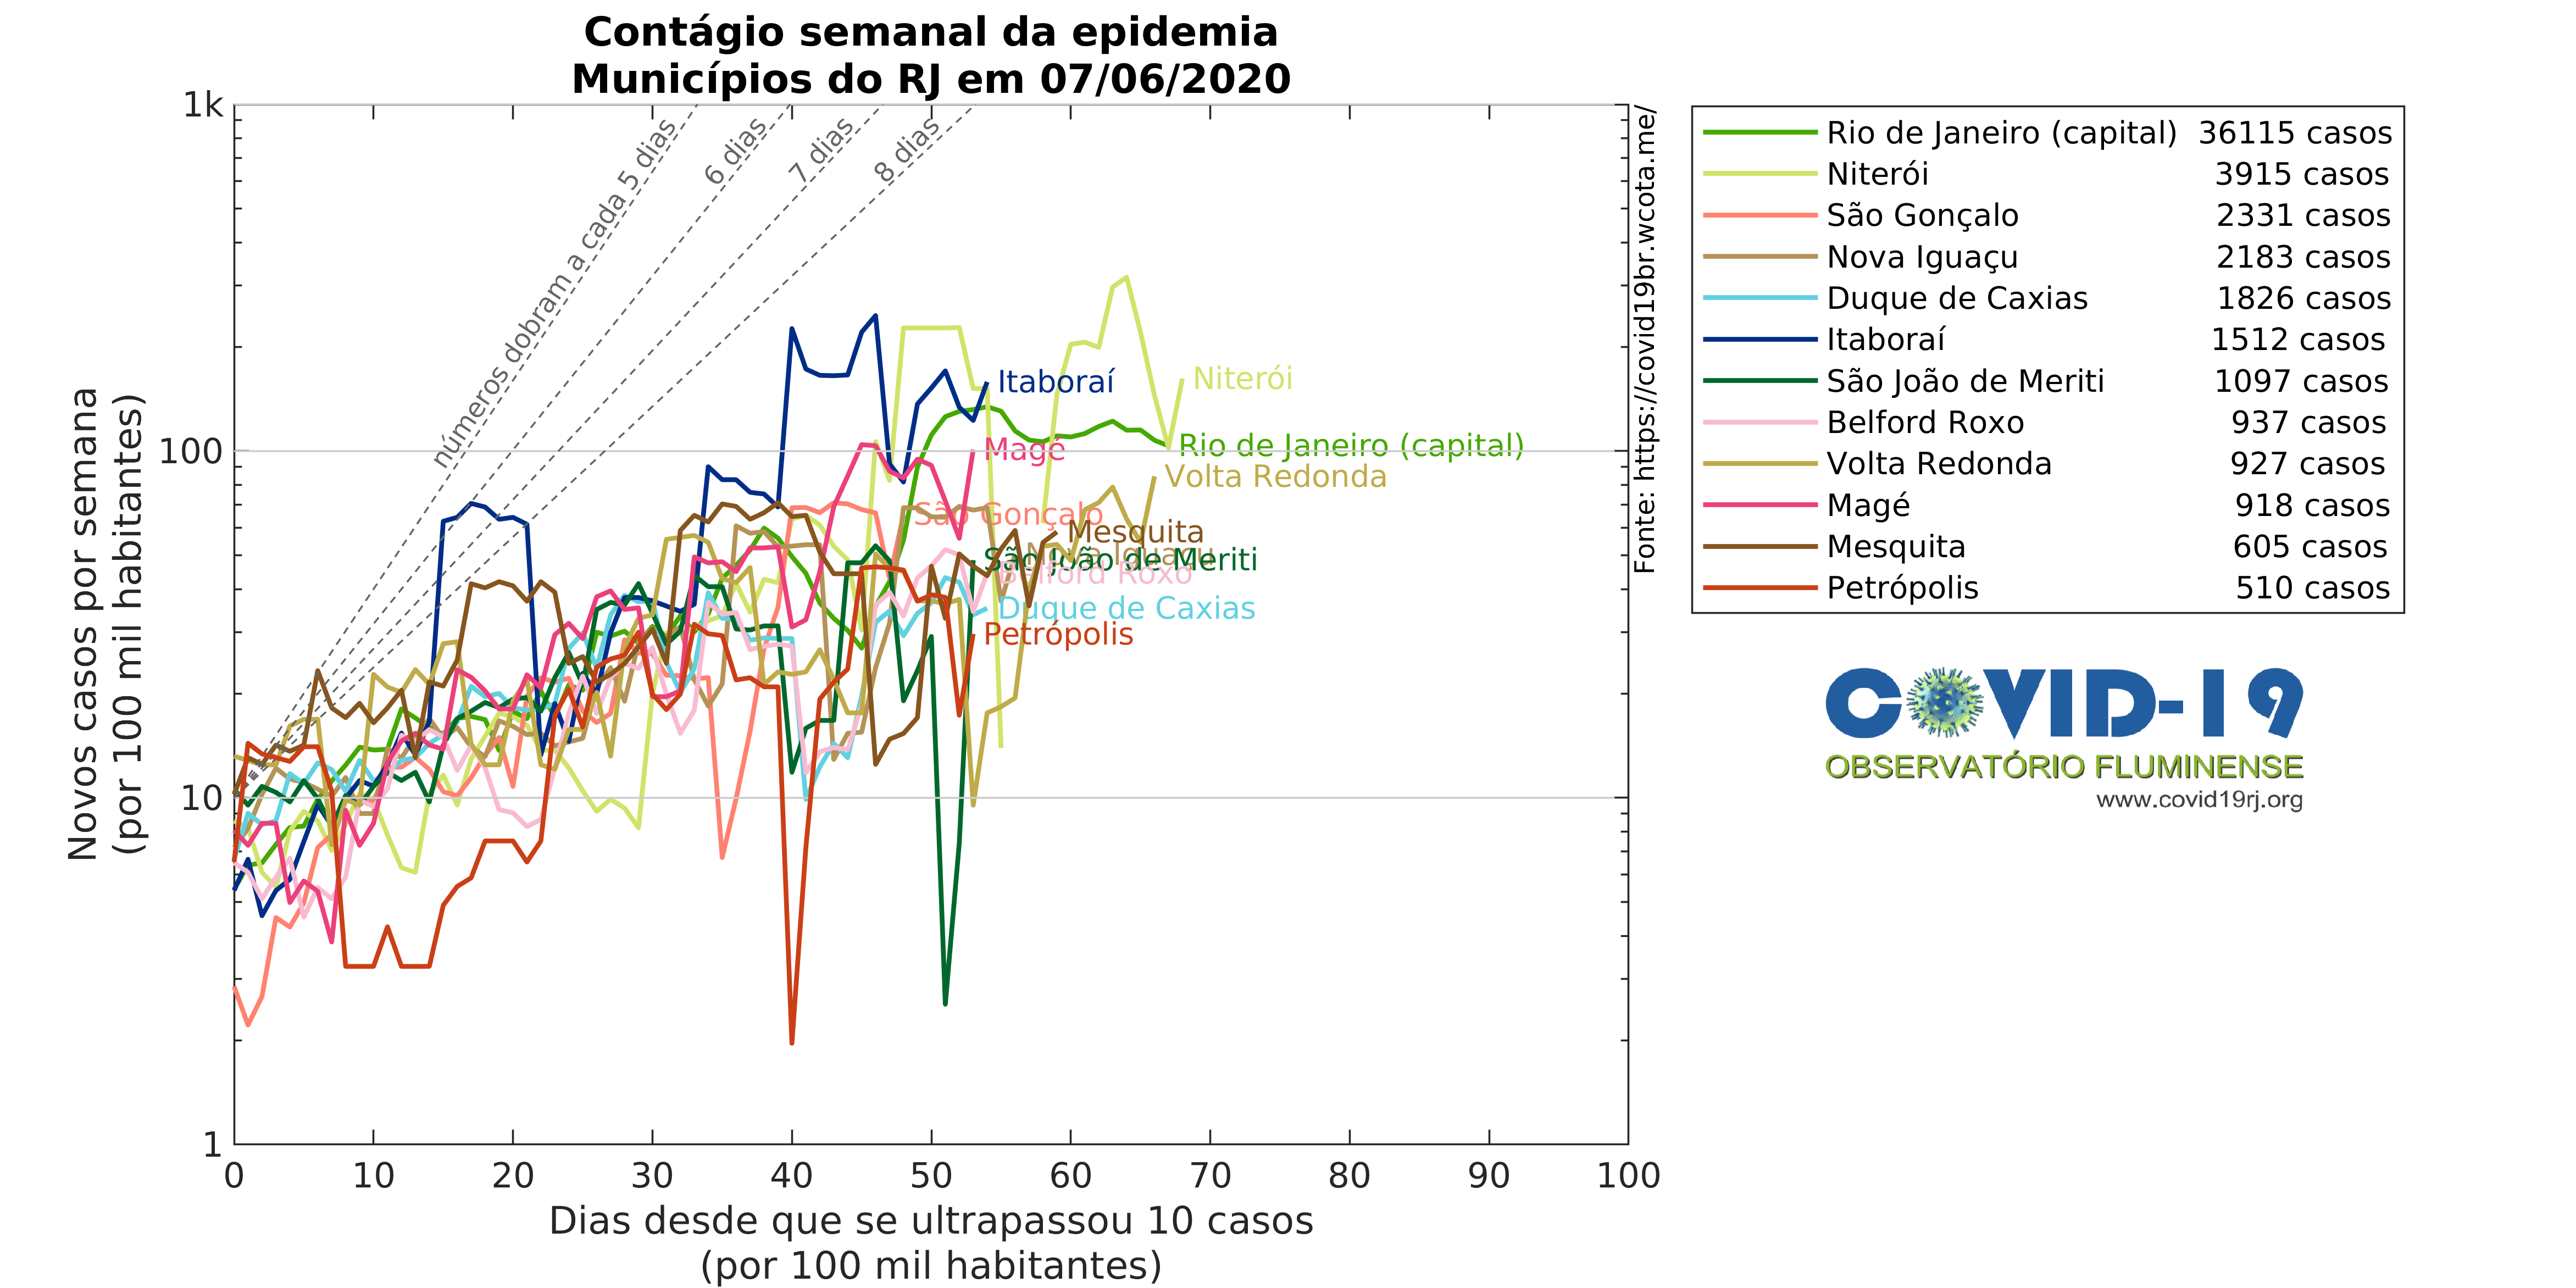 Contágio semanal da epidemia
Municípios do RJ em 07/06/2020
Novos casos por semana
(por 100 mil habitantes)
1k
100
10
1
números dobram a cada 5 dias
6 dias
7 dias
8 dias
Itaboraí
Niterói
Rio de Janeiro (capital)
Magé
Volta Redonda
São Gonçalo
Mesquita
Nova Iguaçu
São João de Meriti
Belford Roxo
Duque de Caxias
Petrópolis
0 10 20 30 40 50 60 70 80 90 100
Dias desde que se ultrapassou 10 casos
(por 100 mil habitantes)
Fonte: https://covid19br.wcota.me/
Rio de Janeiro (capital) 36115 casos
Niterói 3915 casos
São Gonçalo 2331 casos
Nova Iguaçu 2183 casos
Duque de Caxias 1826 casos
Itaboraí 1512 casos
São João de Meriti 1097 casos
Belford Roxo 937 casos
Volta Redonda 927 casos
Magé 918 casos
Mesquita 605 casos
Petrópolis 510 casos
COVID-19
OBSERVATÓRIO FLUMINENSE
www.covid19rj.org